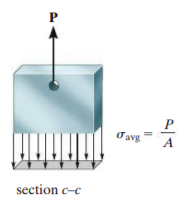 P
σavg = P/A
section c–c